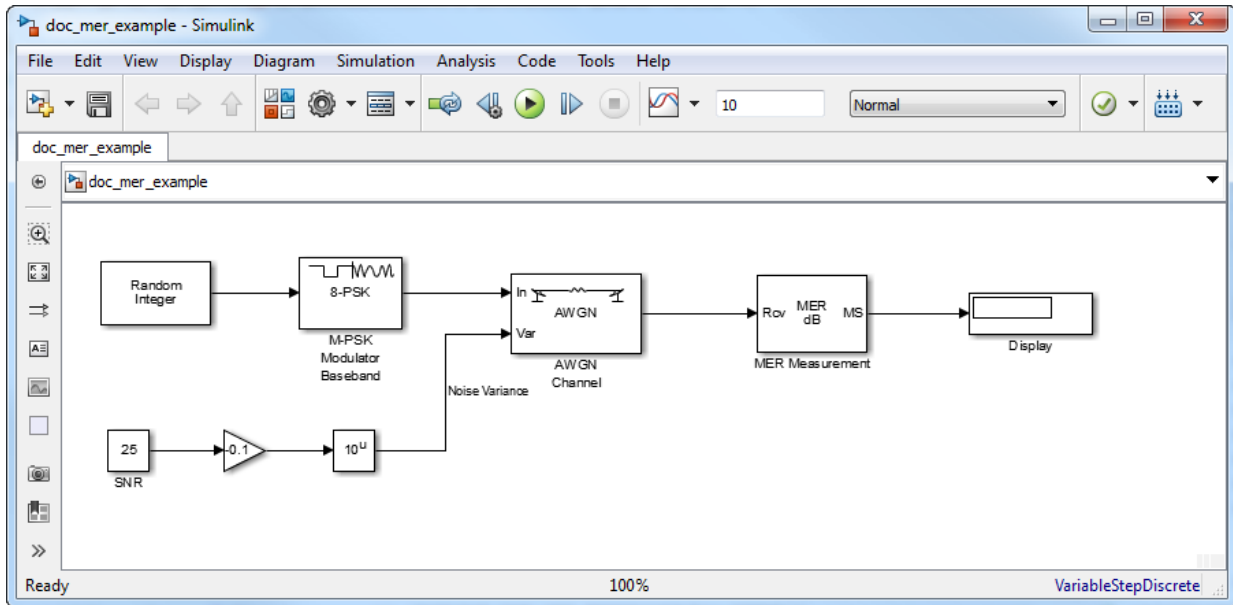 doc_mer_example - Simulink
File Edit View Display Diagram Simulation Analysis Code Tools Help
10 Normal
doc_mer_example
doc_mer_example
Random
Integer
8-PSK
M-PSK
Modulator
Baseband
In
AWGN
Var
AWGN
Channel
Noise Variance
Rcv MER MS
dB
MER Measurement
Display
25
SNR
-0.1
10u
Ready 100% VariableStepDiscrete